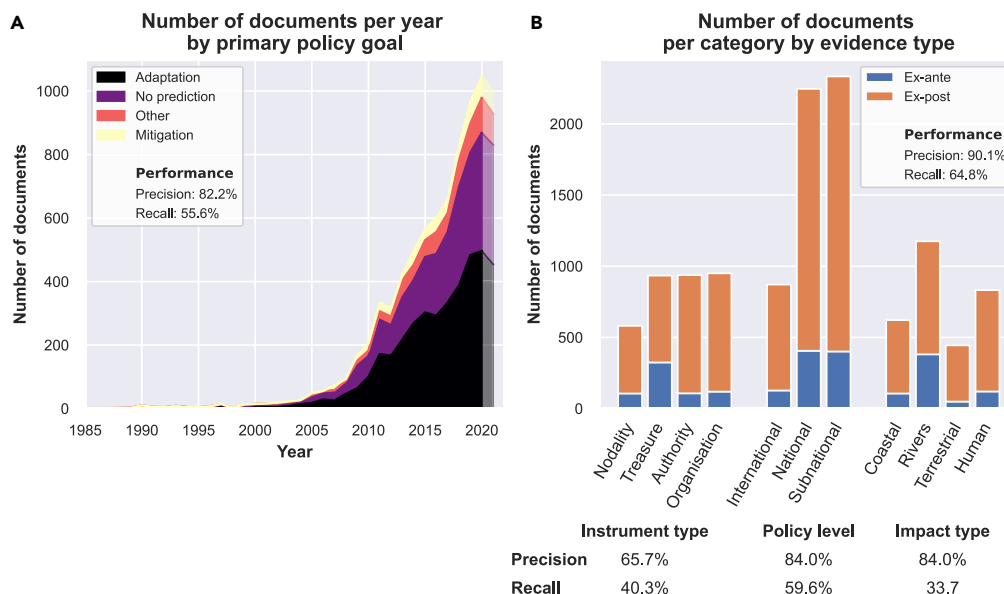 A
Number of documents per year
by primary policy goal
Number of documents
1000
800
600
400
200
0
Adaptation
No prediction
Other
Mitigation
Performance
Precision: 82.2%
Recall: 55.6%
1985 1990 1995 2000 2005 2010 2015 2020
Year
B
Number of documents
per category by evidence type
Number of documents
2000
1500
1000
500
0
Ex-ante
Ex-post
Performance
Precision: 90.1%
Recall: 64.8%
Nodality
Treasure
Authority
Organisation
International
National
Subnational
Coastal
Rivers
Terrestrial
Human
Instrument type Policy level Impact type
Precision 65.7% 84.0% 84.0%
Recall 40.3% 59.6% 33.7